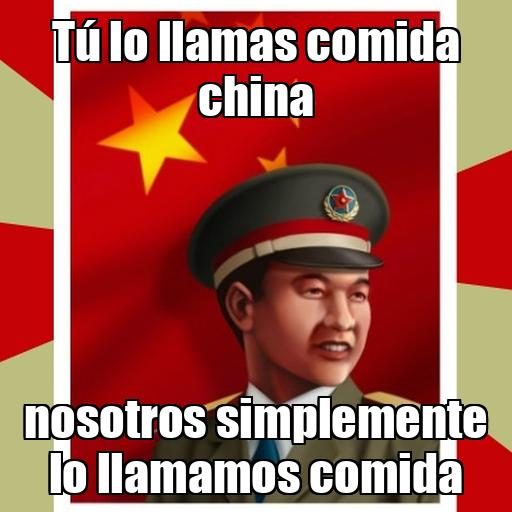 Tú lo llamas comida
china
nosotros simplemente
lo llamamos comida